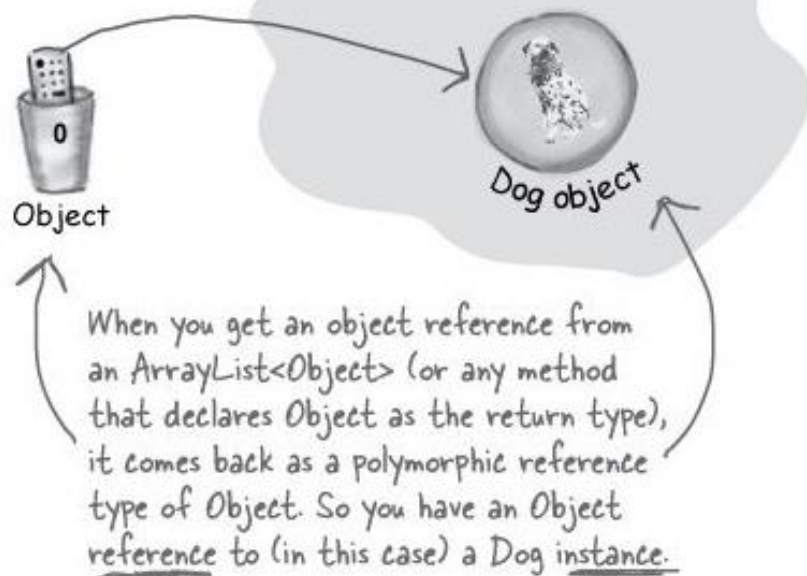 o
Object
Dog object
When you get an object reference from
an ArrayList<Object> (or any method
that declares Object as the return type),
it comes back as a polymorphic reference
type of Object. So you have an Object
reference to (in this case) a Dog instance.